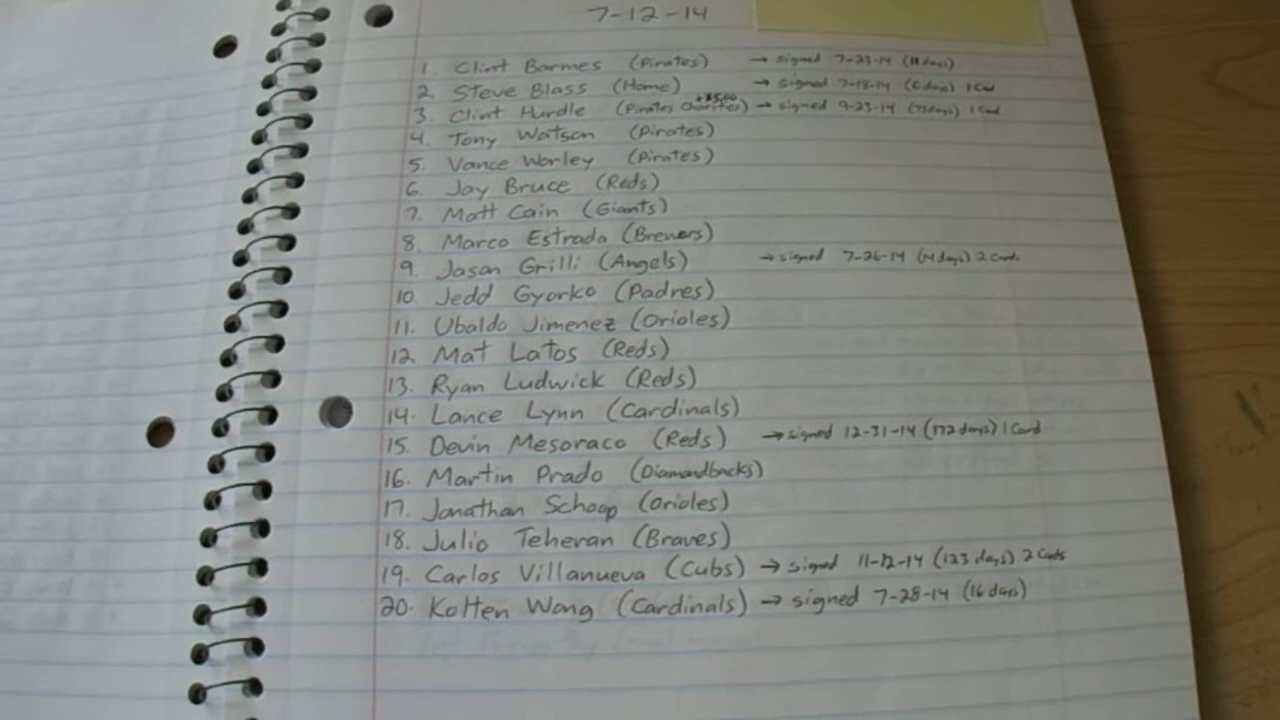 7-12-14
1. Clint Barmes (Pirates) → signed 7-23-14 (11 days)
2. Steve Blass (Home) → signed 7-18-14 (6 days) 1 Card
+$5.00
3. Clint Hurdle (Pirates Charities) → signed 9-23-14 (73 days) 1 Card
4. Tony Watson (Pirates)
5. Vance Worley (Pirates)
6. Jay Bruce (Reds)
7. Matt Cain (Giants)
8. Marco Estrada (Brewers)
9. Jason Grilli (Angels) → signed 7-26-14 (14 days) 2 Cards
10. Jedd Gyorko (Padres)
11. Ubaldo Jimenez (Orioles)
12. Mat Latos (Reds)
13. Ryan Ludwick (Reds)
14. Lance Lynn (Cardinals)
15. Devin Mesoraco (Reds) → signed 12-31-14 (172 days) 1 Card
16. Martin Prado (Diamondbacks)
17. Jonathan Schoop (Orioles)
18. Julio Teheran (Braves)
19. Carlos Villanueva (Cubs) → signed 11-12-14 (123 days) 2 Cards
20. Kolten Wong (Cardinals) → signed 7-28-14 (16 days)